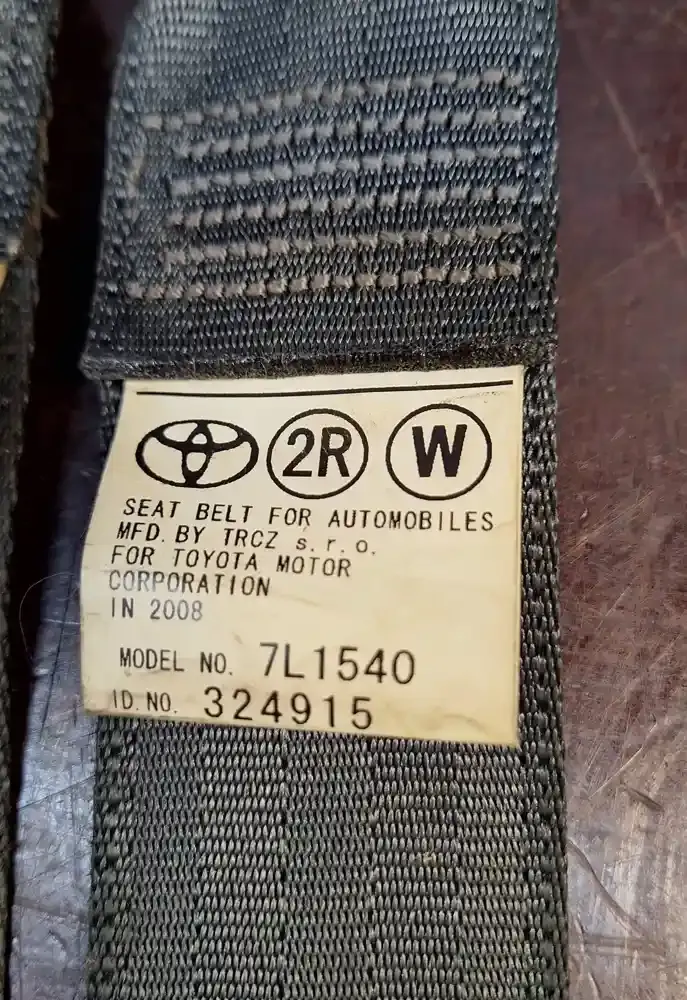 2R W
SEAT BELT FOR AUTOMOBILES
MFD. BY TRCZ s.r.o.
FOR TOYOTA MOTOR
CORPORATION
IN 2008
MODEL NO. 7L1540
ID. NO. 324915